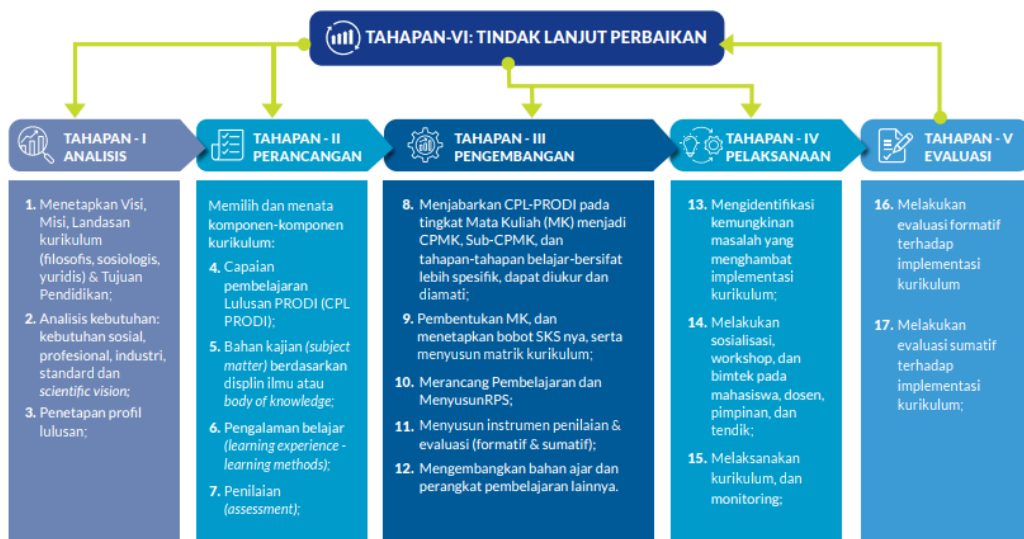 TAHAPAN-VI: TINDAK LANJUT PERBAIKAN
TAHAPAN - I
ANALISIS
1. Menetapkan Visi,
Misi, Landasan
kurikulum
(filosofis, sosiologis,
yuridis) & Tujuan
Pendidikan;
2. Analisis kebutuhan:
kebutuhan sosial,
profesional, industri,
standard dan
scientific vision;
3. Penetapan profil
lulusan;
TAHAPAN - II
PERANCANGAN
Memilih dan menata
komponen-komponen
kurikulum:
4. Capaian
pembelajaran
Lulusan PRODI (CPL
PRODI);
5. Bahan kajian (subject
matter) berdasarkan
displin ilmu atau
body of knowledge;
6. Pengalaman belajar
(learning experience -
learning methods);
7. Penilaian
(assessment);
TAHAPAN - III
PENGEMBANGAN
8. Menjabarkan CPL-PRODI pada
tingkat Mata Kuliah (MK) menjadi
CPMK, Sub-CPMK, dan
tahapan-tahapan belajar-bersifat
lebih spesifik, dapat diukur dan
diamati;
9. Pembentukan MK, dan
menetapkan bobot SKS nya, serta
menyusun matrik kurikulum;
10. Merancang Pembelajaran dan
MenyusunRPS;
11. Menyusun instrumen penilaian &
evaluasi (formatif & sumatif);
12. Mengembangkan bahan ajar dan
perangkat pembelajaran lainnya.
TAHAPAN - IV
PELAKSANAAN
13. Mengidentifikasi
kemungkinan
masalah yang
menghambat
implementasi
kurikulum;
14. Melakukan
sosialisasi,
workshop, dan
bimtek pada
mahasiswa, dosen,
pimpinan, dan
tendik;
15. Melaksanakan
kurikulum, dan
monitoring;
TAHAPAN - V
EVALUASI
16. Melakukan
evaluasi formatif
terhadap
implementasi
kurikulum
17. Melakukan
evaluasi sumatif
terhadap
implementasi
kurikulum;